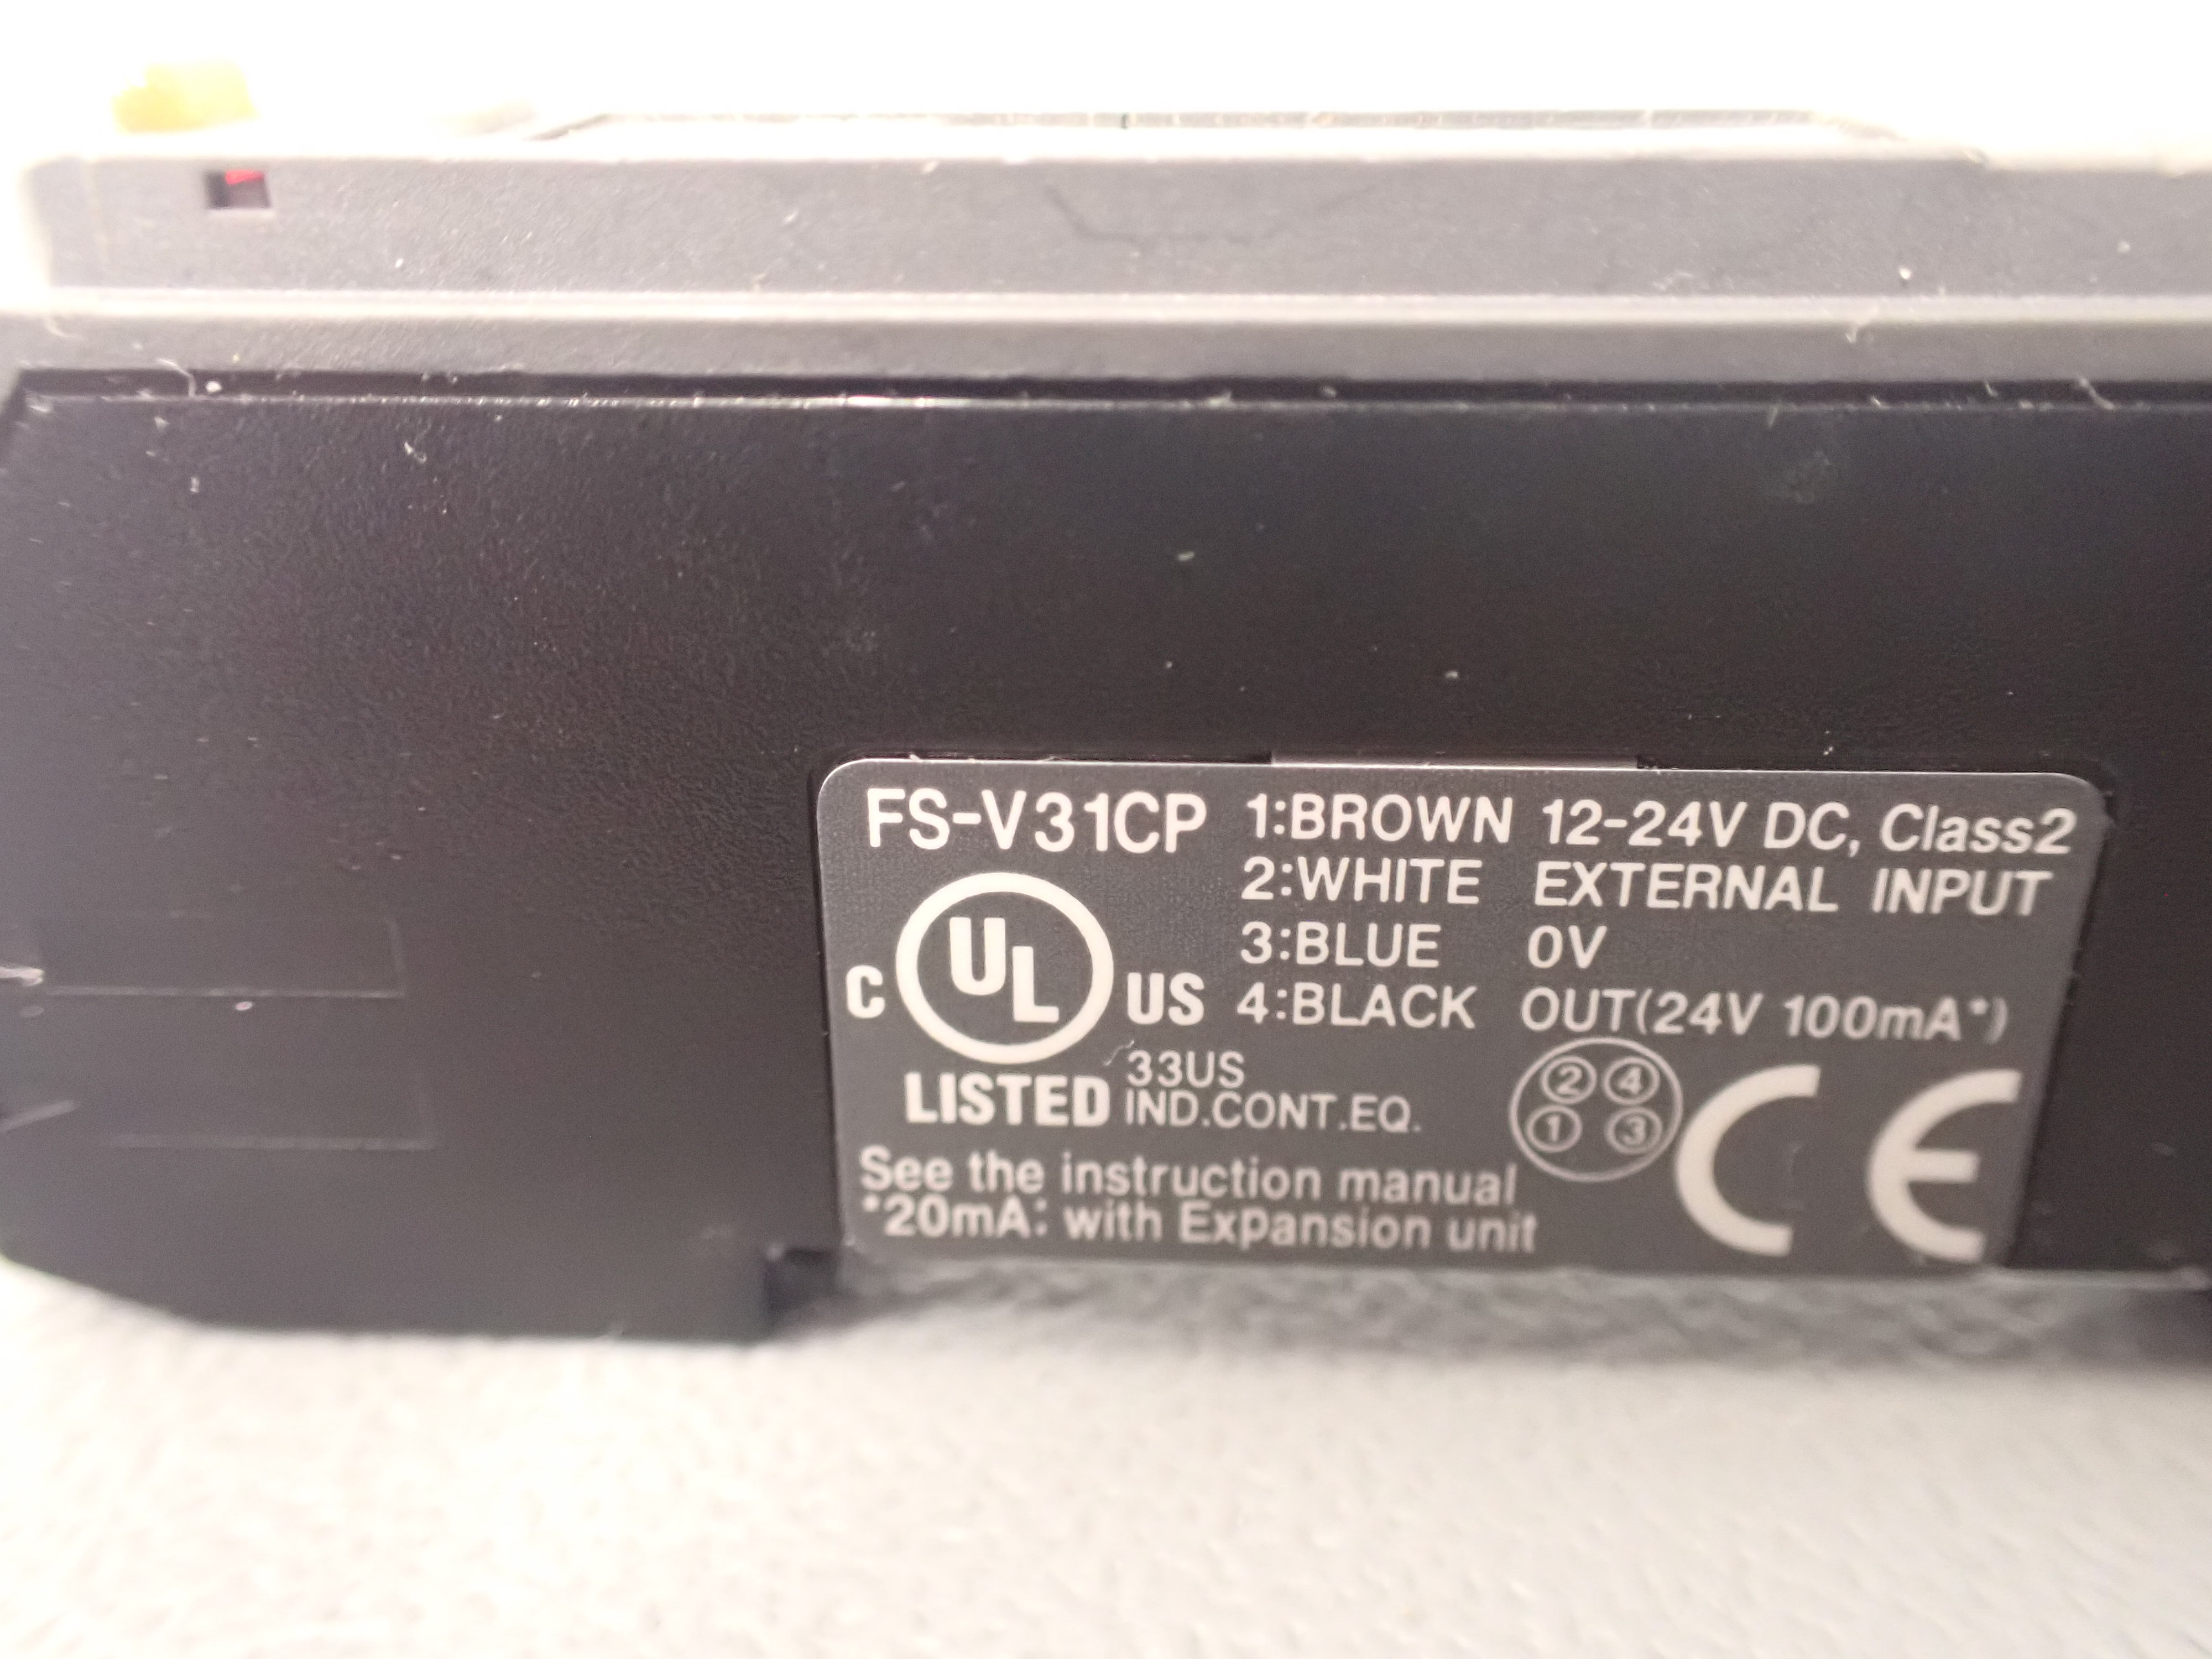 FS-V31CP
1:BROWN 12-24V DC, Class2
2:WHITE EXTERNAL INPUT
3:BLUE 0V
4:BLACK OUT(24V 100mA*)
C UL US
LISTED
33US
IND.CONT.EQ.
2 4
1 3
CE
See the instruction manual
*20mA: with Expansion unit